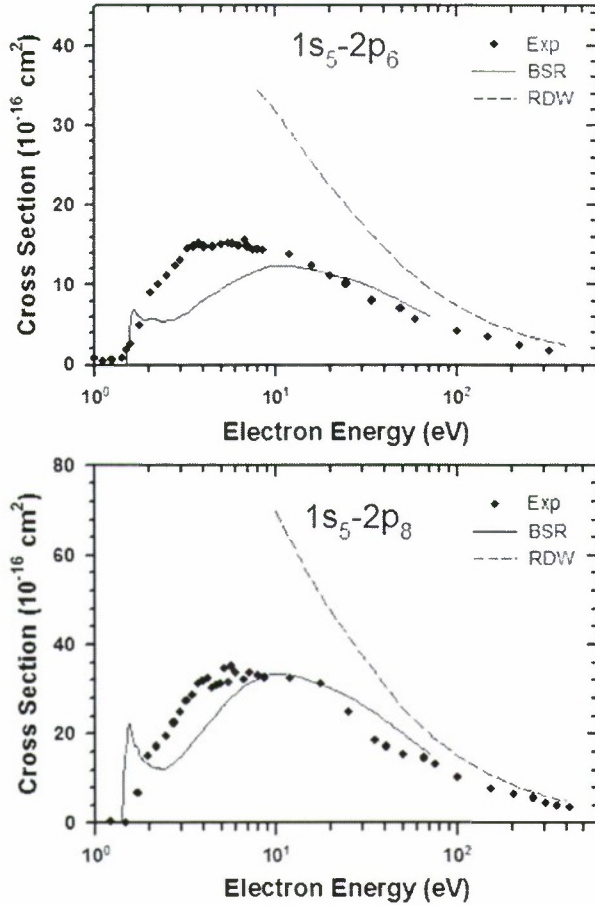 1s₅-2p₆
Exp
BSR
RDW
40
30
20
10
0
10⁰
10¹
10²
Cross Section (10⁻¹⁶ cm²)
Electron Energy (eV)
1s₅-2p₈
Exp
BSR
RDW
80
60
40
20
0
10⁰
10¹
10²
Cross Section (10⁻¹⁶ cm²)
Electron Energy (eV)